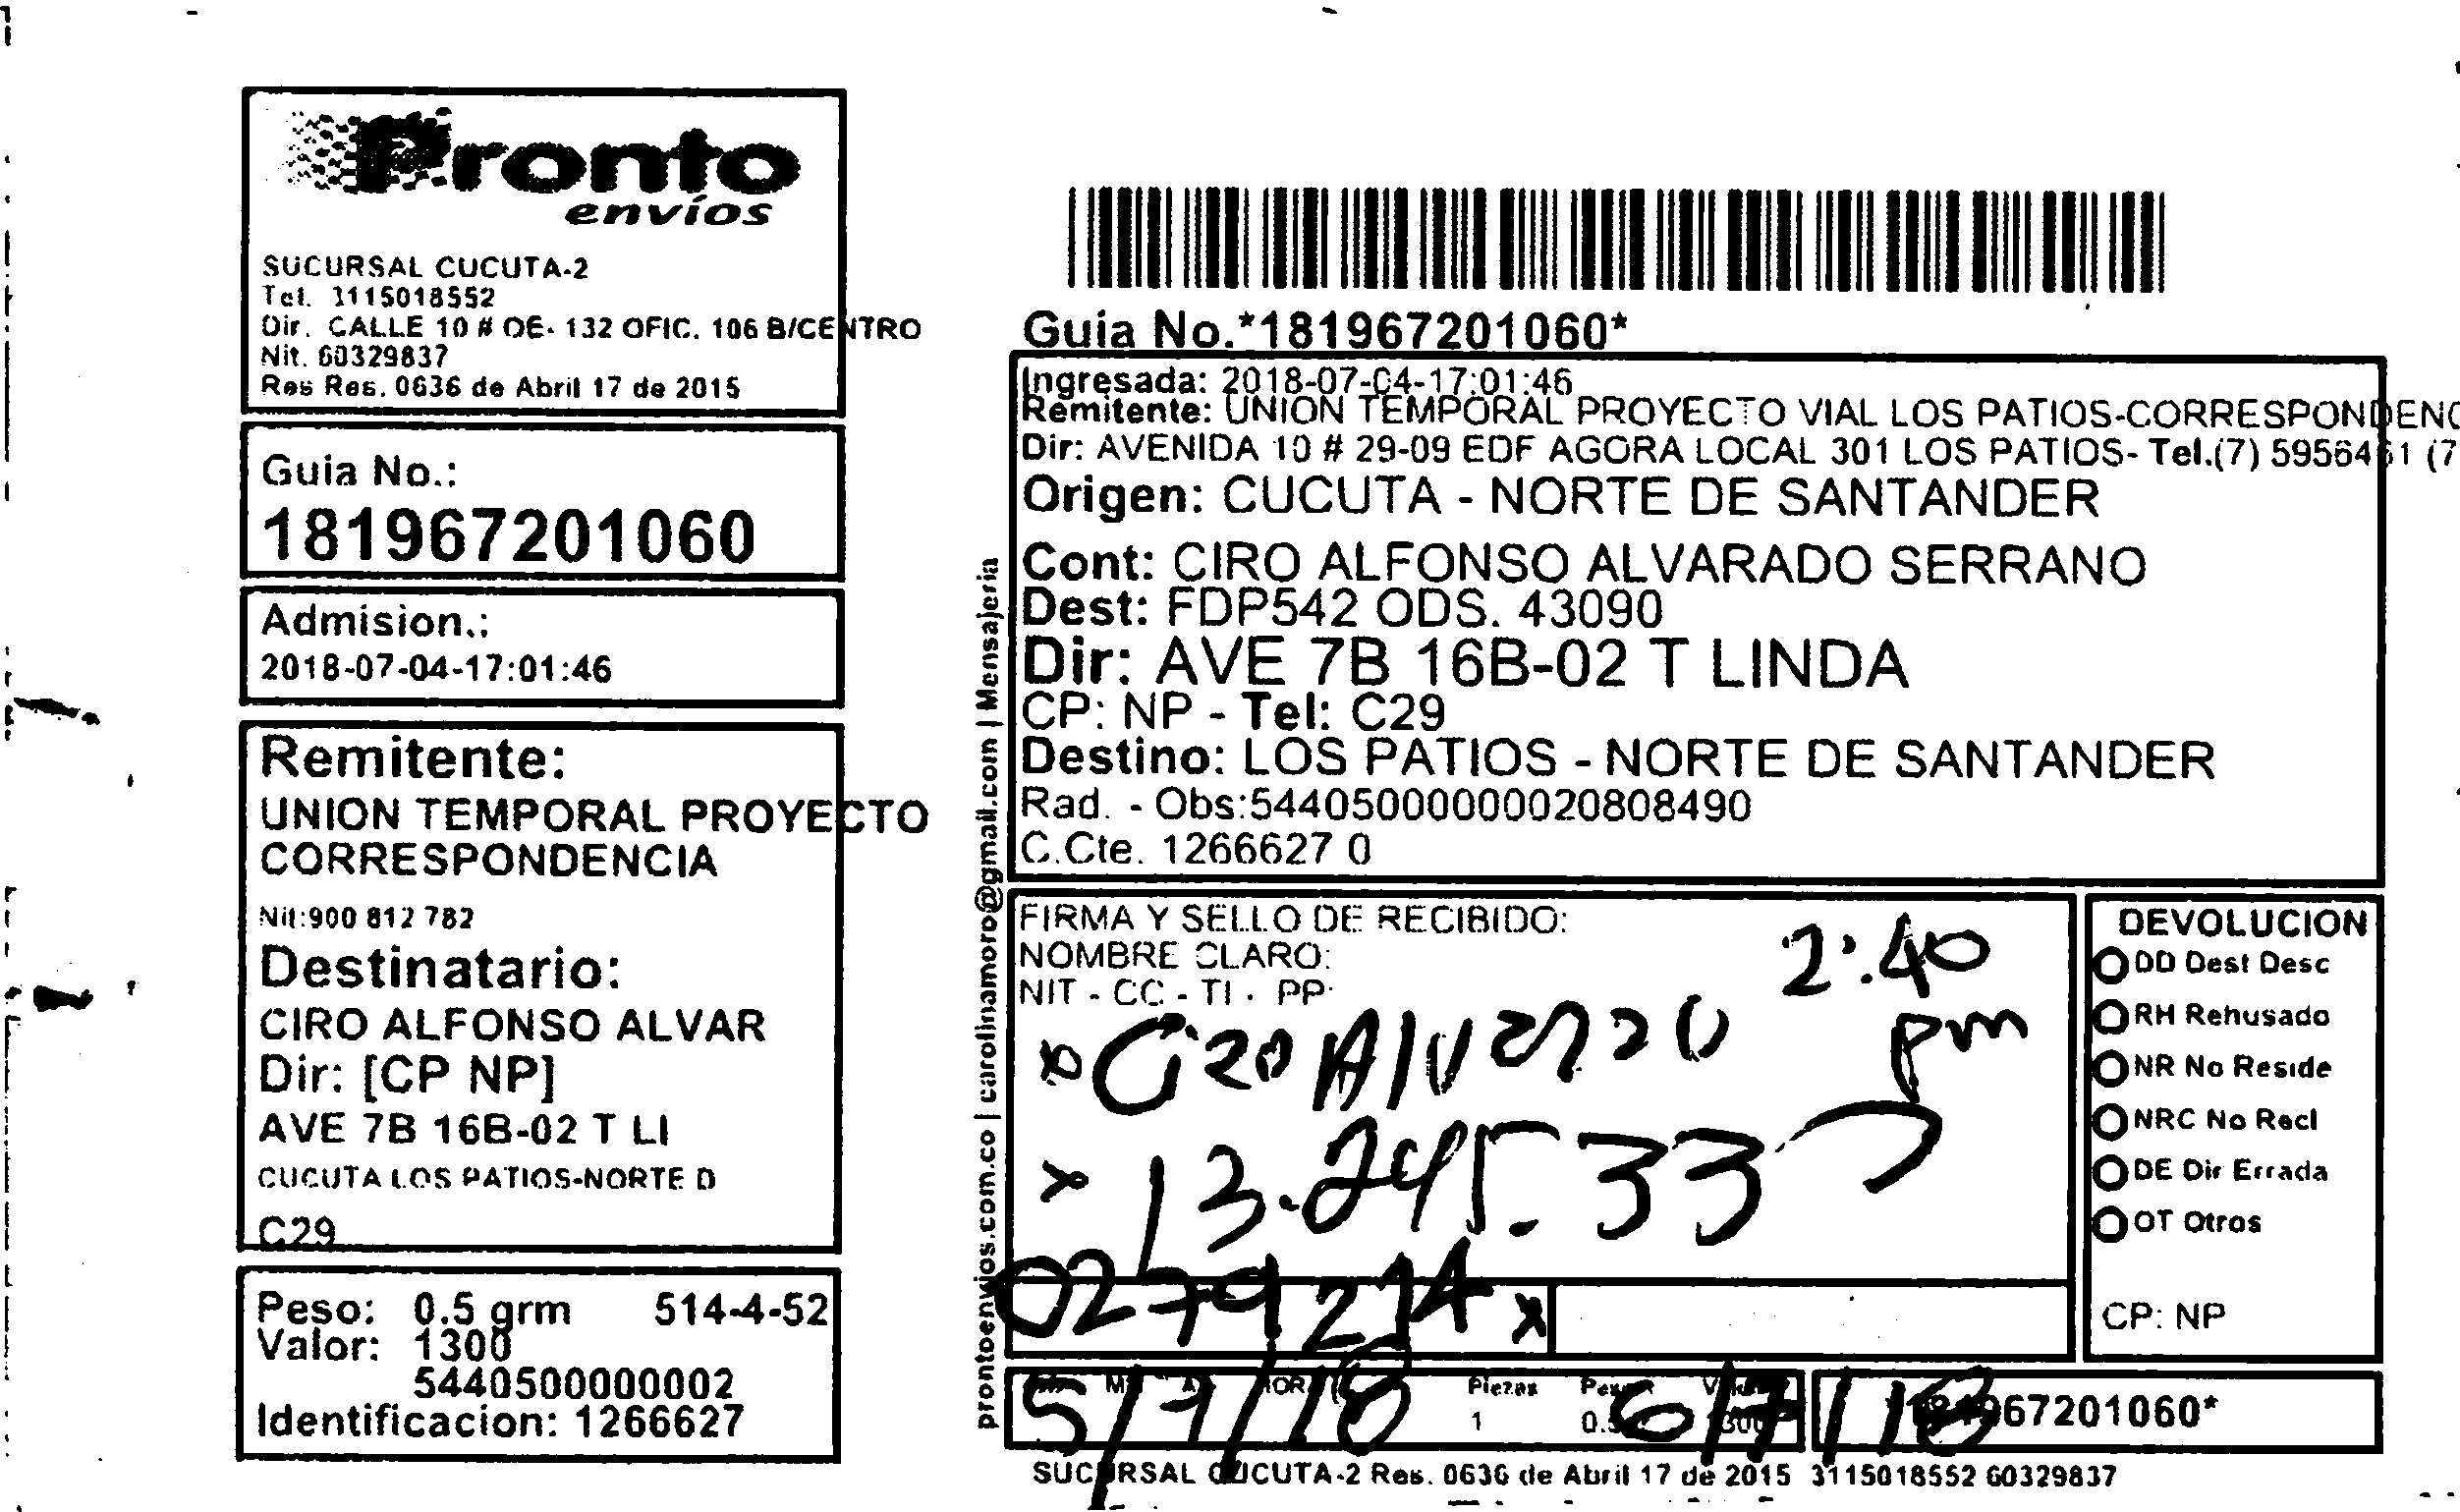 Pronto
envíos
SUCURSAL CUCUTA-2
Tel. 3115018552
Dir. CALLE 10 # OE- 132 OFIC. 106 B/CENTRO
Nit. 60329837
Res Res. 0636 de Abril 17 de 2015
Guia No.:
181967201060
Admision.:
2018-07-04-17:01:46
Remitente:
UNION TEMPORAL PROYECTO
CORRESPONDENCIA
Nit:900 812 782
Destinatario:
CIRO ALFONSO ALVAR
Dir: [CP NP]
AVE 7B 16B-02 T LI
CUCUTA LOS PATIOS-NORTE D
C29
Peso: 0.5 grm 514-4-52
Valor: 1300
5440500000002
Identificacion: 1266627
prontoenvios.com.co | carolinamoro@gmail.com | Mensajeria
Guia No.*181967201060*
Ingresada: 2018-07-04-17:01:46
Remitente: UNION TEMPORAL PROYECTO VIAL LOS PATIOS-CORRESPONDENC
Dir: AVENIDA 10 # 29-09 EDF AGORA LOCAL 301 LOS PATIOS- Tel.(7) 5956461 (7
Origen: CUCUTA - NORTE DE SANTANDER
Cont: CIRO ALFONSO ALVARADO SERRANO
Dest: FDP542 ODS. 43090
Dir: AVE 7B 16B-02 T LINDA
CP: NP - Tel: C29
Destino: LOS PATIOS - NORTE DE SANTANDER
Rad. - Obs:544050000000020808490
C.Cte. 1266627 0
FIRMA Y SELLO DE RECIBIDO:
NOMBRE CLARO:
NIT - CC - TI - PP:
2:40
pm
x 13.245.337
0279274 x
DEVOLUCION
DD Dest Desc
RH Rehusado
NR No Reside
NRC No Recl
DE Dir Errada
OT Otros
CP: NP
Piezas
1
5/7/18
6/7/18
181967201060*
SUCURSAL CUCUTA-2 Res. 0636 de Abril 17 de 2015 3115018552 60329837